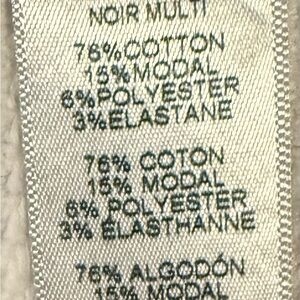 NOIR MULTI
76% COTTON
15% MODAL
6% POLYESTER
3% ELASTANE
76% COTON
15% MODAL
6% POLYESTER
3% ELASTHANNE
76% ALGODÓN
15% MODAL